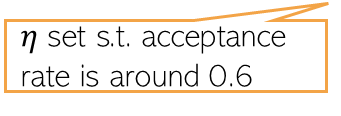 η set s.t. acceptance
rate is around 0.6